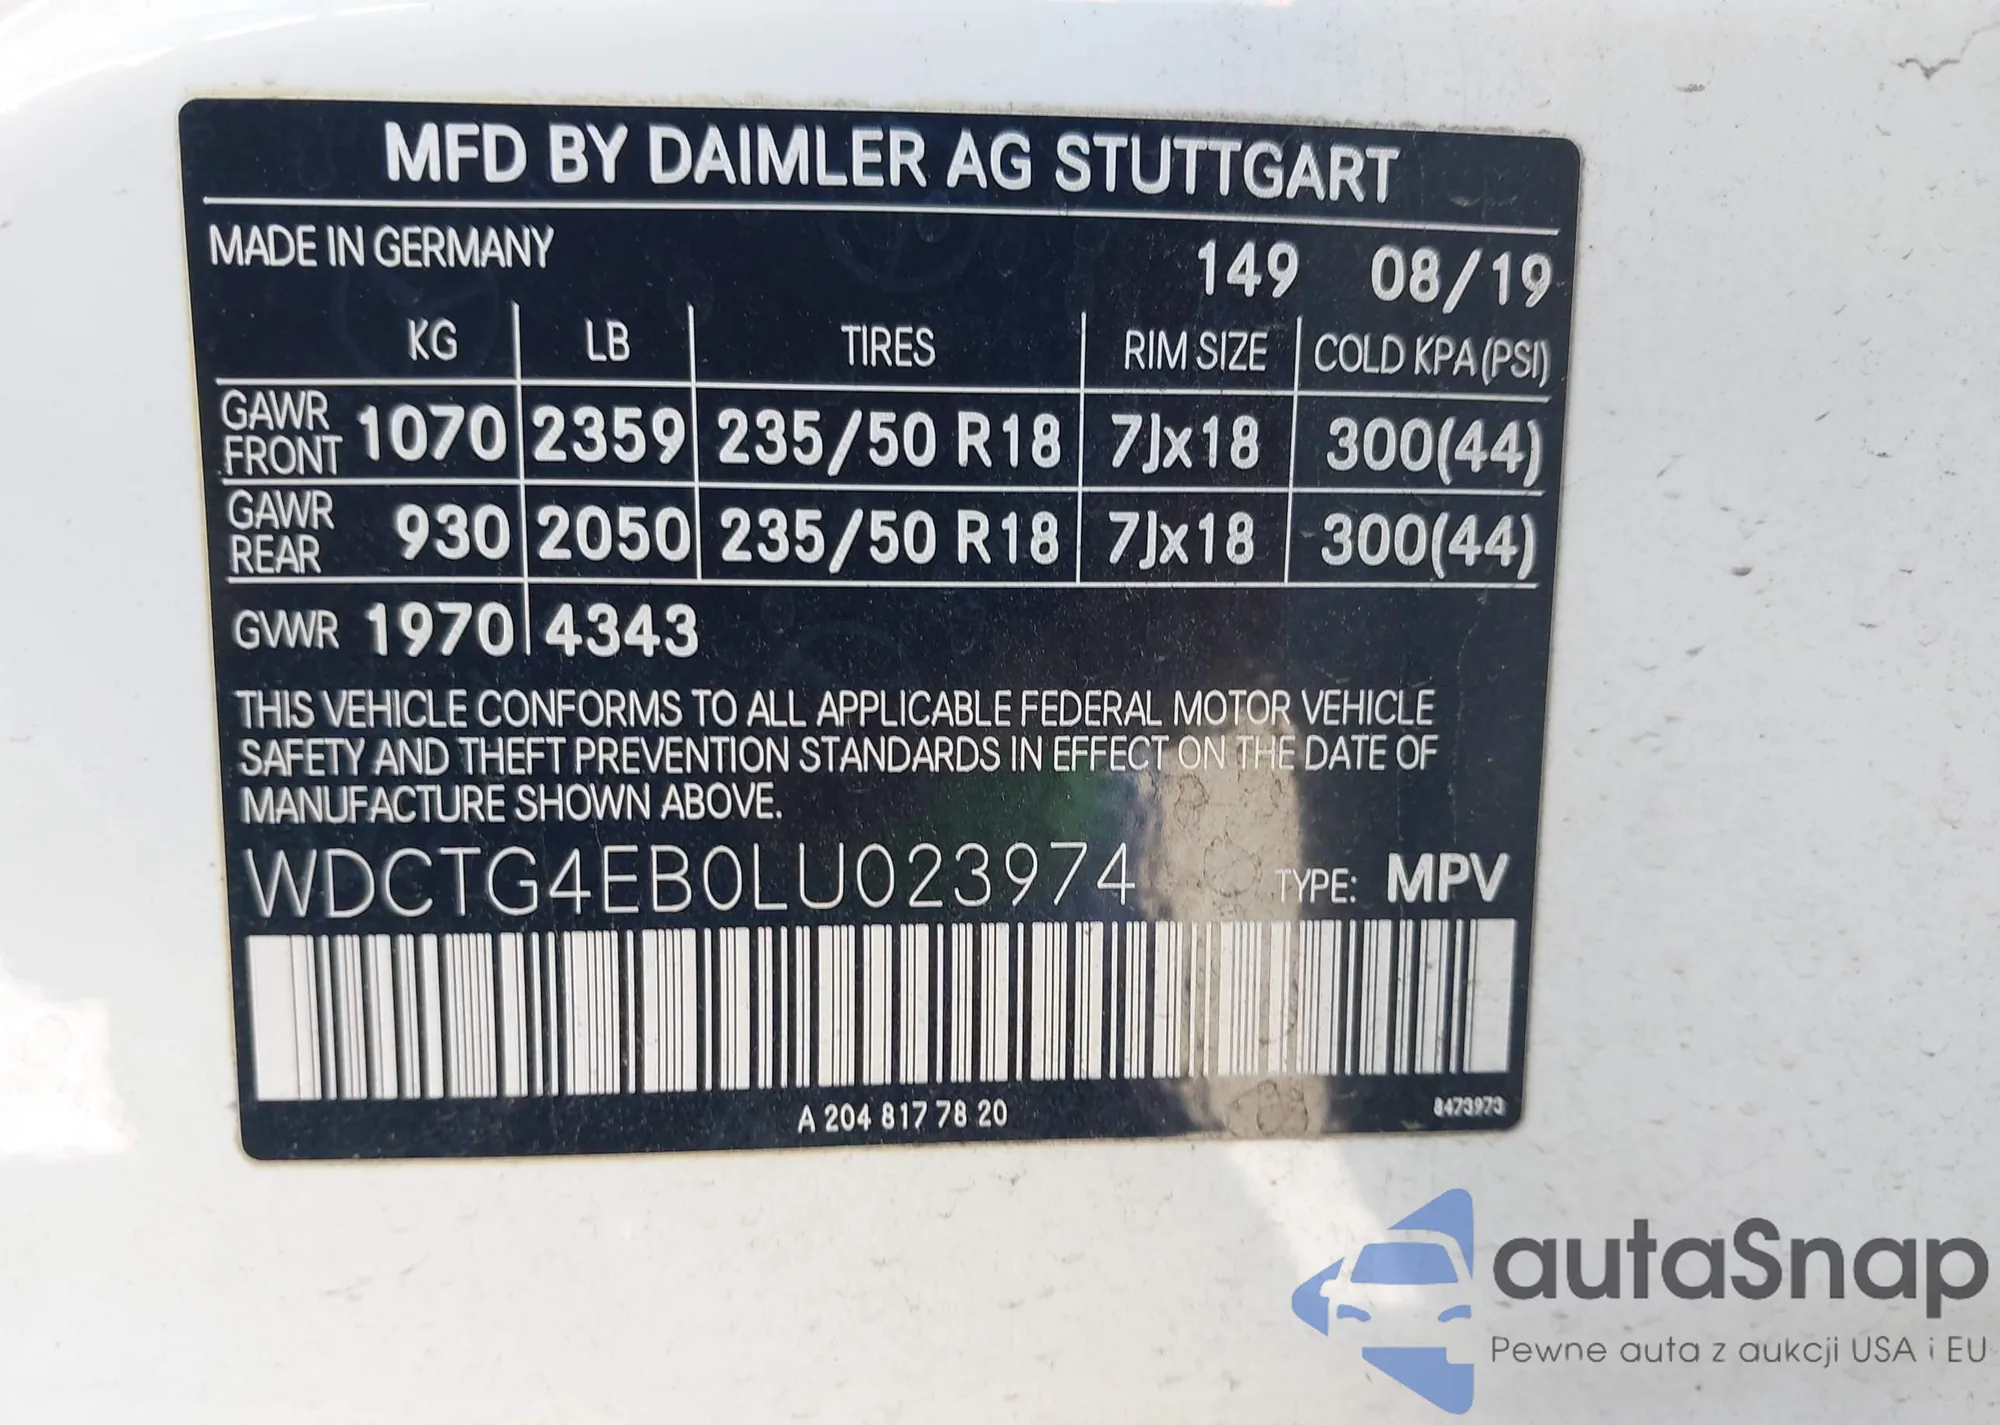 MFD BY DAIMLER AG STUTTGART
MADE IN GERMANY 149 08/19
KG LB TIRES RIM SIZE COLD KPA (PSI)
GAWR FRONT 1070 2359 235/50 R18 7Jx18 300(44)
GAWR REAR 930 2050 235/50 R18 7Jx18 300(44)
GVWR 1970 4343
THIS VEHICLE CONFORMS TO ALL APPLICABLE FEDERAL MOTOR VEHICLE
SAFETY AND THEFT PREVENTION STANDARDS IN EFFECT ON THE DATE OF
MANUFACTURE SHOWN ABOVE.
WDCTG4EB0LU023974 TYPE: MPV
A 204 817 78 20 8473973
autaSnap
Pewne auta z aukcji USA i EU